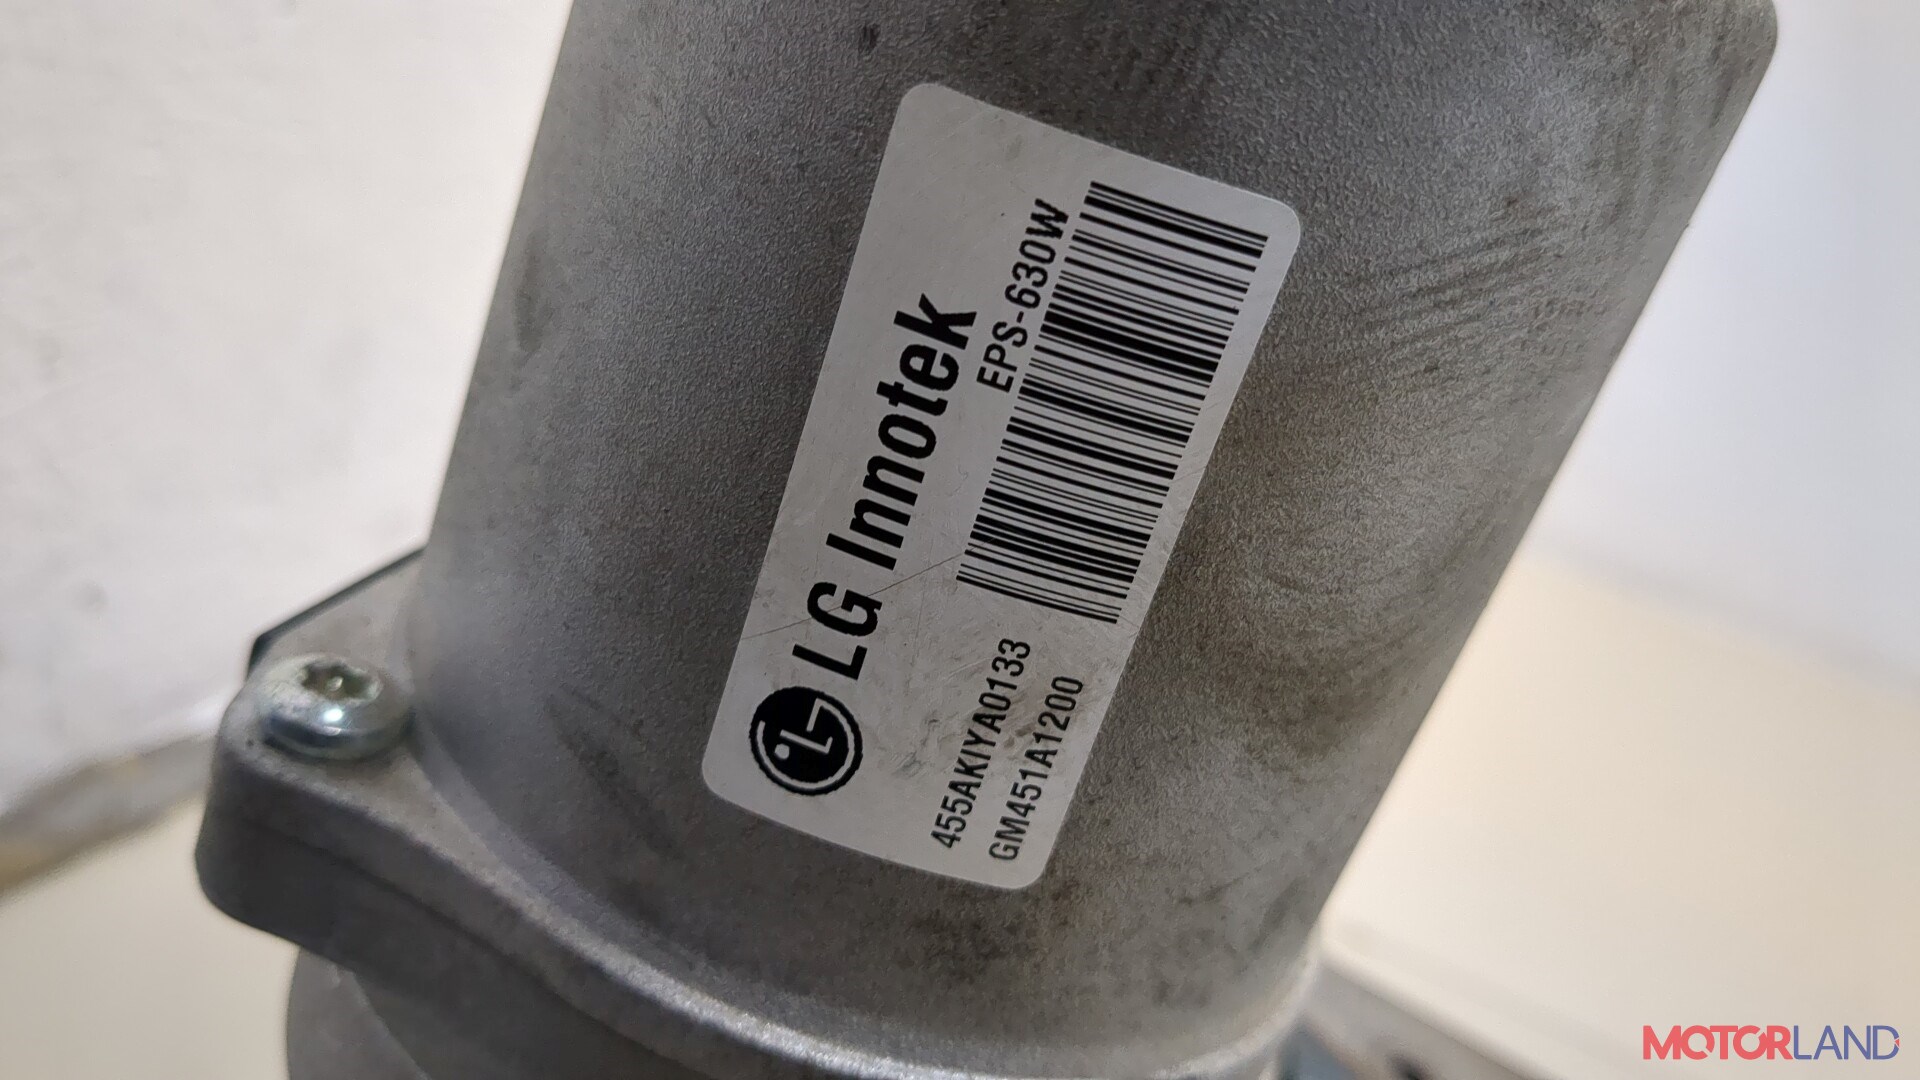 LG Innotek
EPS-630W
455AKIYA0133
GM451A1200
MOTORLAND